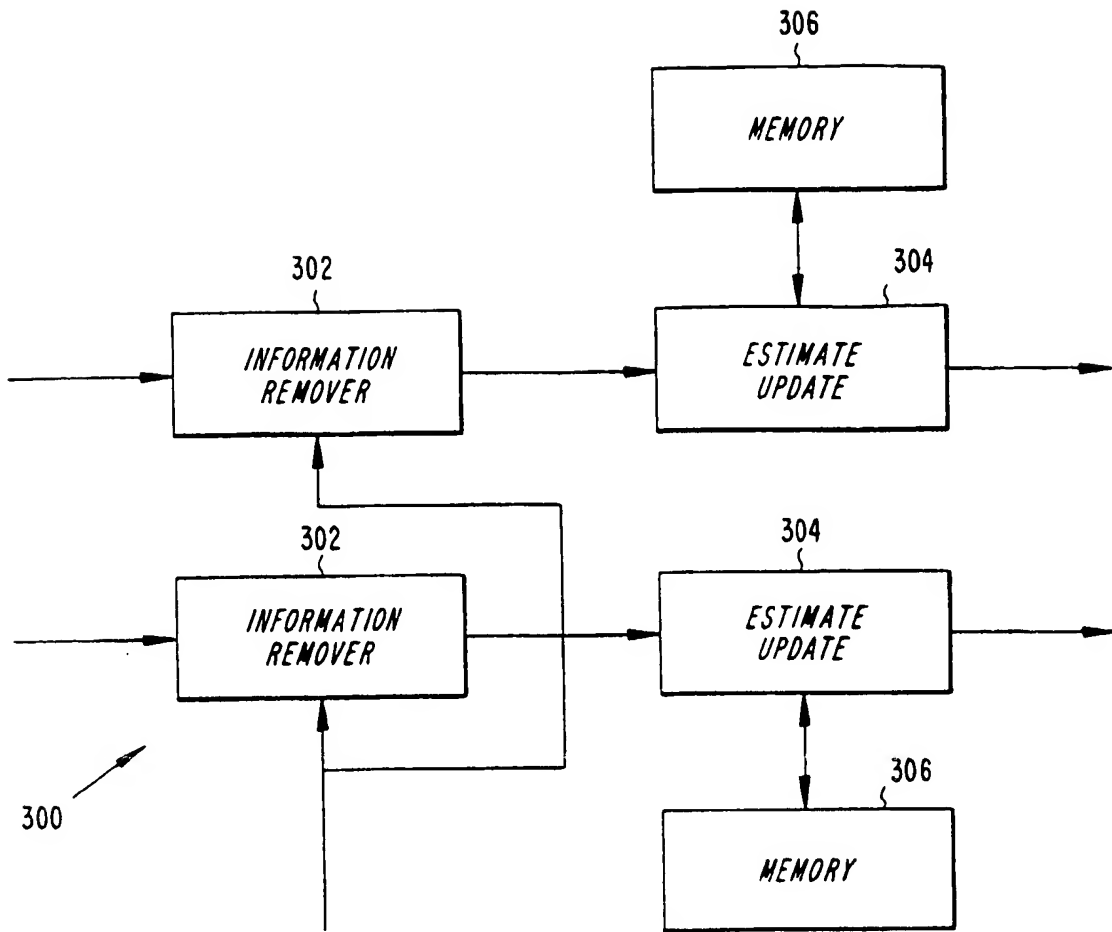 306
MEMORY
302
304
INFORMATION
REMOVER
ESTIMATE
UPDATE
302
304
INFORMATION
REMOVER
ESTIMATE
UPDATE
300
306
MEMORY